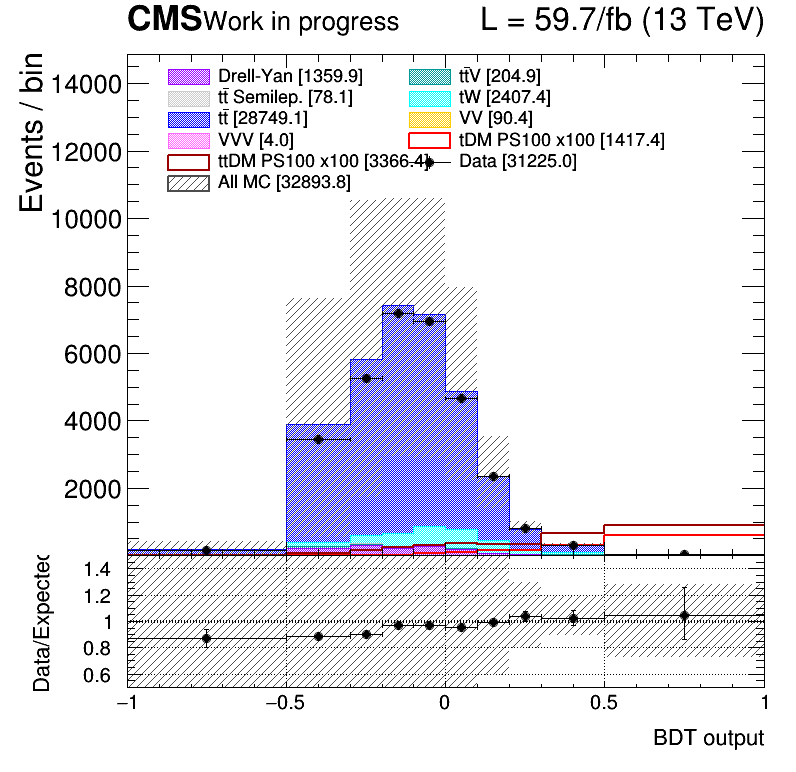 CMS Work in progress L = 59.7/fb (13 TeV)
Events / bin
14000
12000
10000
8000
6000
4000
2000
Drell-Yan [1359.9] tt̄V [204.9]
tt̄ Semilep. [78.1] tW [2407.4]
tt̄ [28749.1] VV [90.4]
VVV [4.0] tDM PS100 x100 [1417.4]
ttDM PS100 x100 [3366.4] Data [31225.0]
All MC [32893.8]
Data/Expected
1.4
1.2
1
0.8
0.6
−1 −0.5 0 0.5 1
BDT output